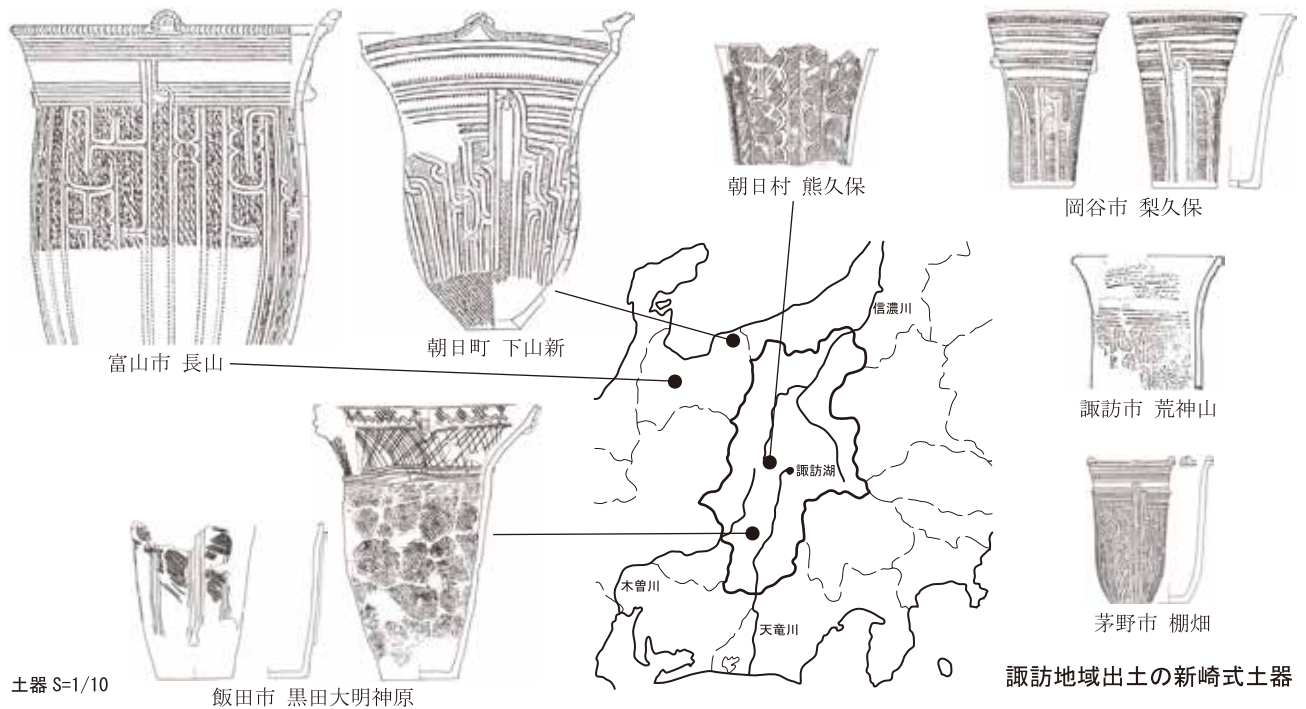 朝日村 熊久保
岡谷市 梨久保
富山市 長山
朝日町 下山新
信濃川
諏訪市 荒神山
諏訪湖
木曽川
天竜川
茅野市 棚畑
土器 S=1/10
飯田市 黒田大明神原
諏訪地域出土の新崎式土器